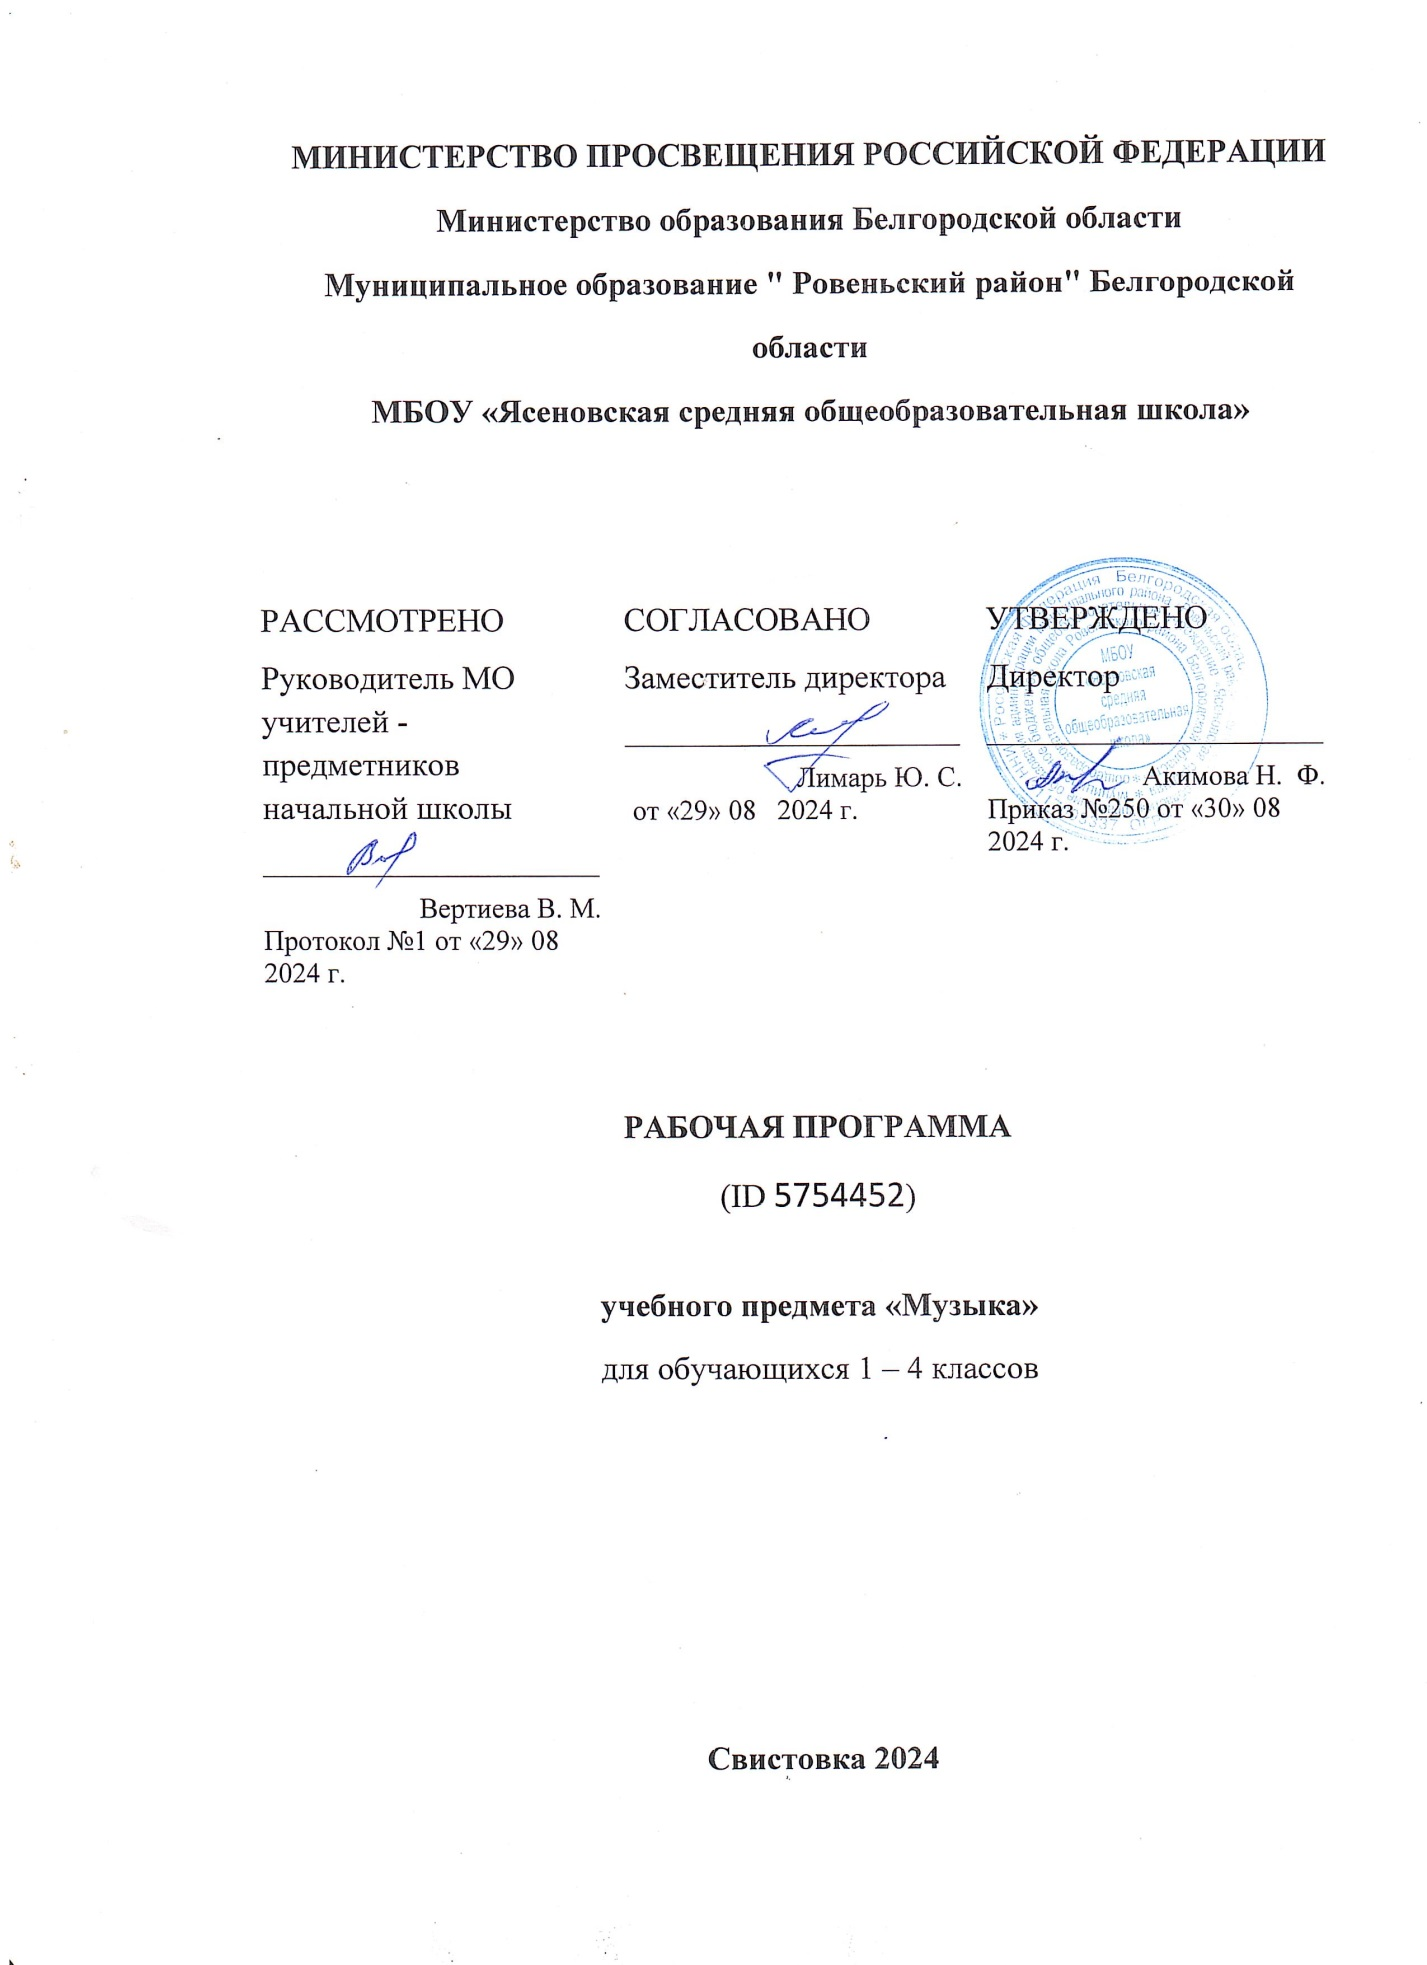 МИНИСТЕРСТВО ПРОСВЕЩЕНИЯ РОССИЙСКОЙ ФЕДЕРАЦИИ
Министерство образования Белгородской области
Муниципальное образование " Ровеньский район" Белгородской
области
МБОУ «Ясеновская средняя общеобразовательная школа»
РАССМОТРЕНО
Руководитель МО
учителей -
предметников
начальной школы
Вертиева В. М.
Протокол №1 от «29» 08
2024 г.
СОГЛАСОВАНО
Заместитель директора
Лимарь Ю. С.
от «29» 08   2024 г.
УТВЕРЖДЕНО
Директор
Акимова Н.  Ф.
Приказ №250 от «30» 08
2024 г.
МБОУ
средняя
общеобразовательная
РАБОЧАЯ ПРОГРАММА
(ID 5754452)
учебного предмета «Музыка»
для обучающихся 1 – 4 классов
Свистовка 2024